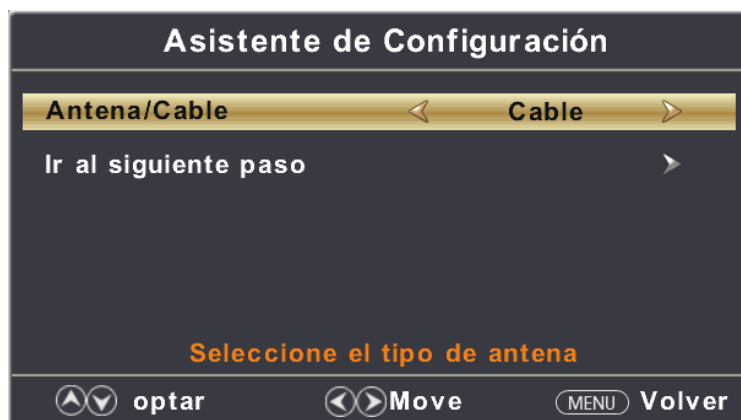 Asistente de Configuración
Antena/Cable Cable
Ir al siguiente paso
Seleccione el tipo de antena
optar Move MENU Volver